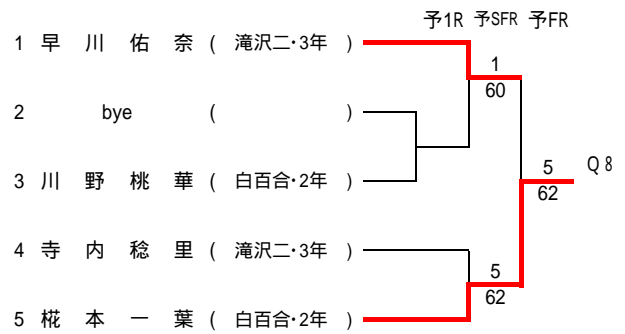 予1R 予SFR 予FR
1 早 川 佑 奈 ( 滝沢二・3年 )
1
60
2 bye ( )
5
62
Q 8
3 川 野 桃 華 ( 白百合・2年 )
4 寺 内 稔 里 ( 滝沢二・3年 )
5
62
5 椛 本 一 葉 ( 白百合・2年 )